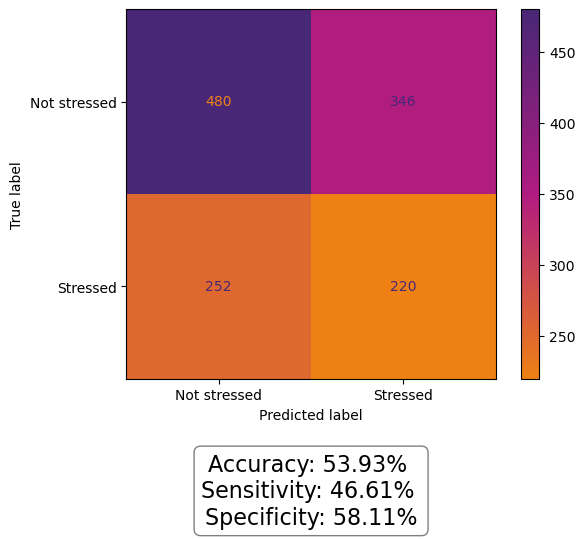 450
Not stressed 480 346
400
350
True label
300
Stressed 252 220
250
Not stressed Stressed
Predicted label
Accuracy: 53.93%
Sensitivity: 46.61%
Specificity: 58.11%